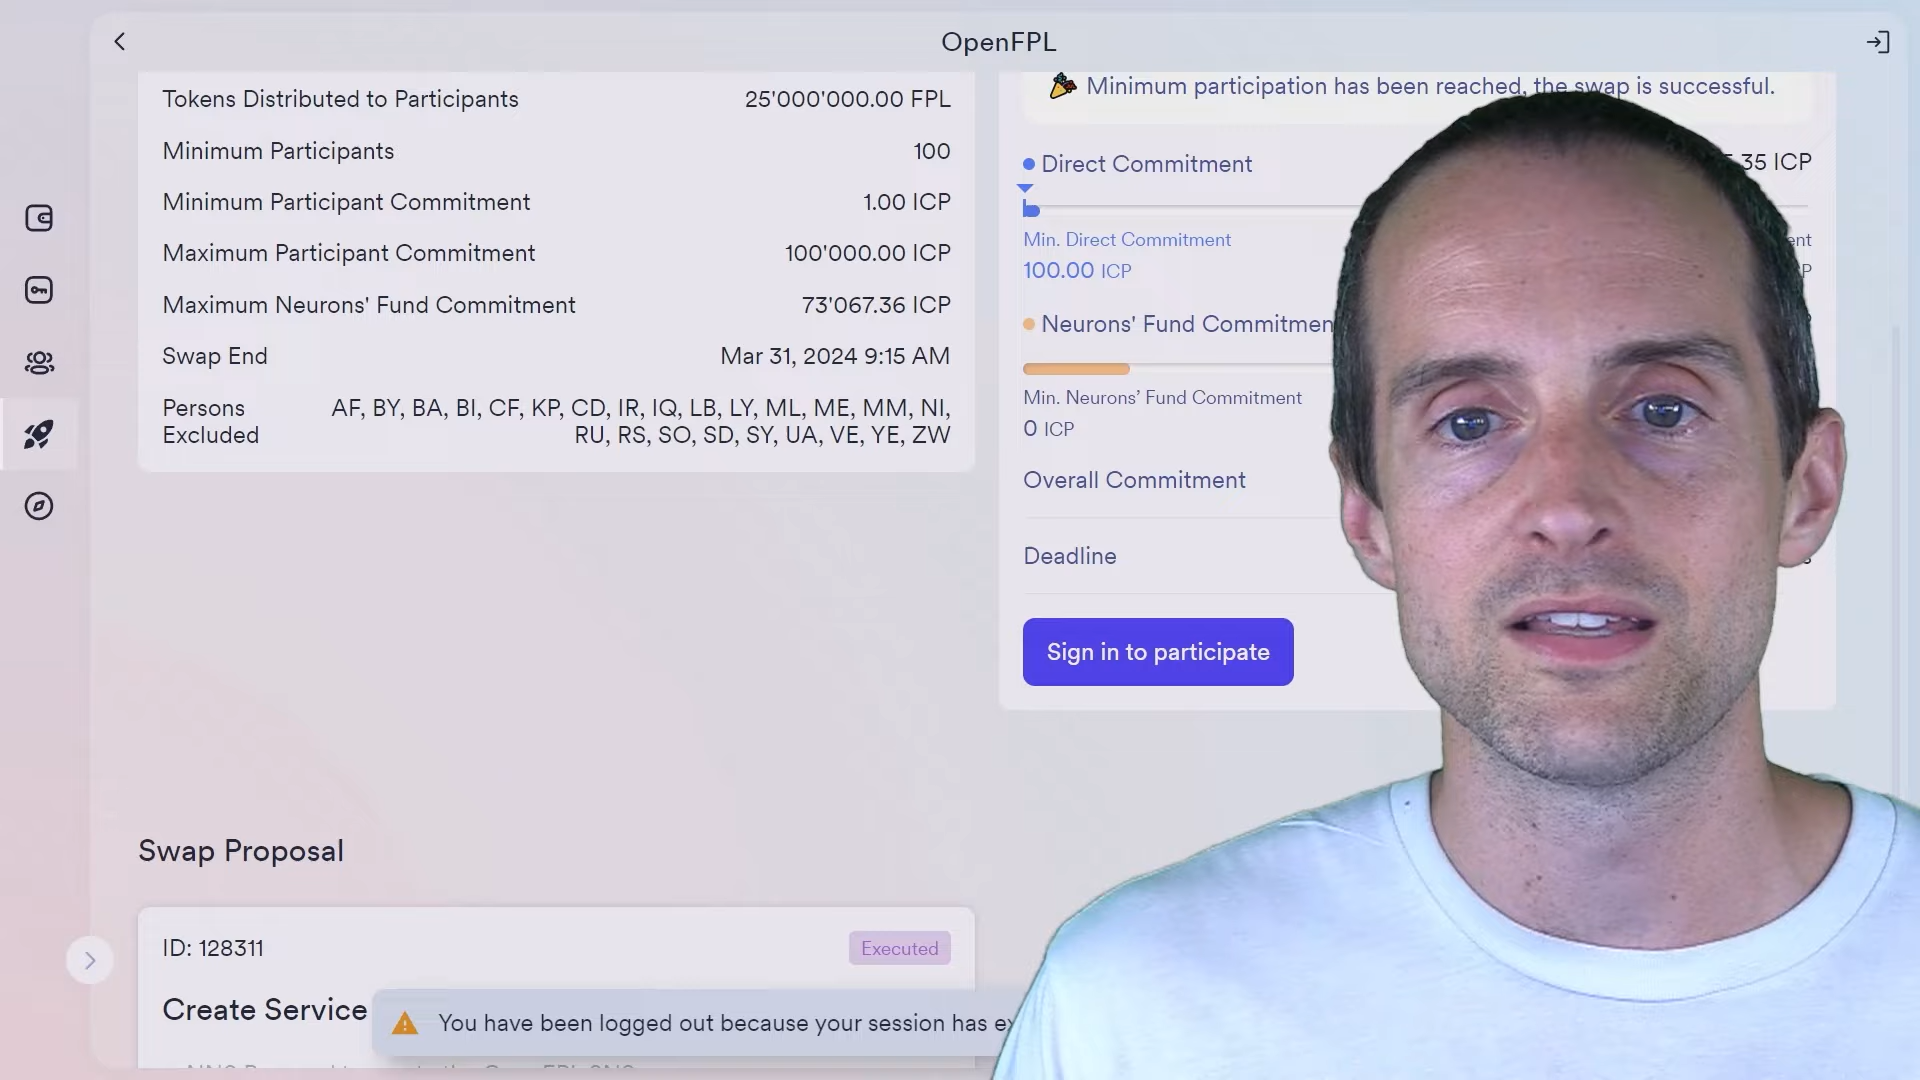 OpenFPL
Tokens Distributed to Participants 25'000'000.00 FPL
Minimum Participants 100
Minimum Participant Commitment 1.00 ICP
Maximum Participant Commitment 100'000.00 ICP
Maximum Neurons' Fund Commitment 73'067.36 ICP
Swap End Mar 31, 2024 9:15 AM
Persons Excluded AF, BY, BA, BI, CF, KP, CD, IR, IQ, LB, LY, ML, ME, MM, NI,
RU, RS, SO, SD, SY, UA, VE, YE, ZW
Minimum participation has been reached, the swap is successful.
Direct Commitment .35 ICP
Min. Direct Commitment
100.00 ICP
Neurons' Fund
Min. Neurons' Fund Commitment
0 ICP
Overall Commitment
Deadline
Sign in to participate
Swap Proposal
ID: 128311 Executed
Create Service
You have been logged out because your session has